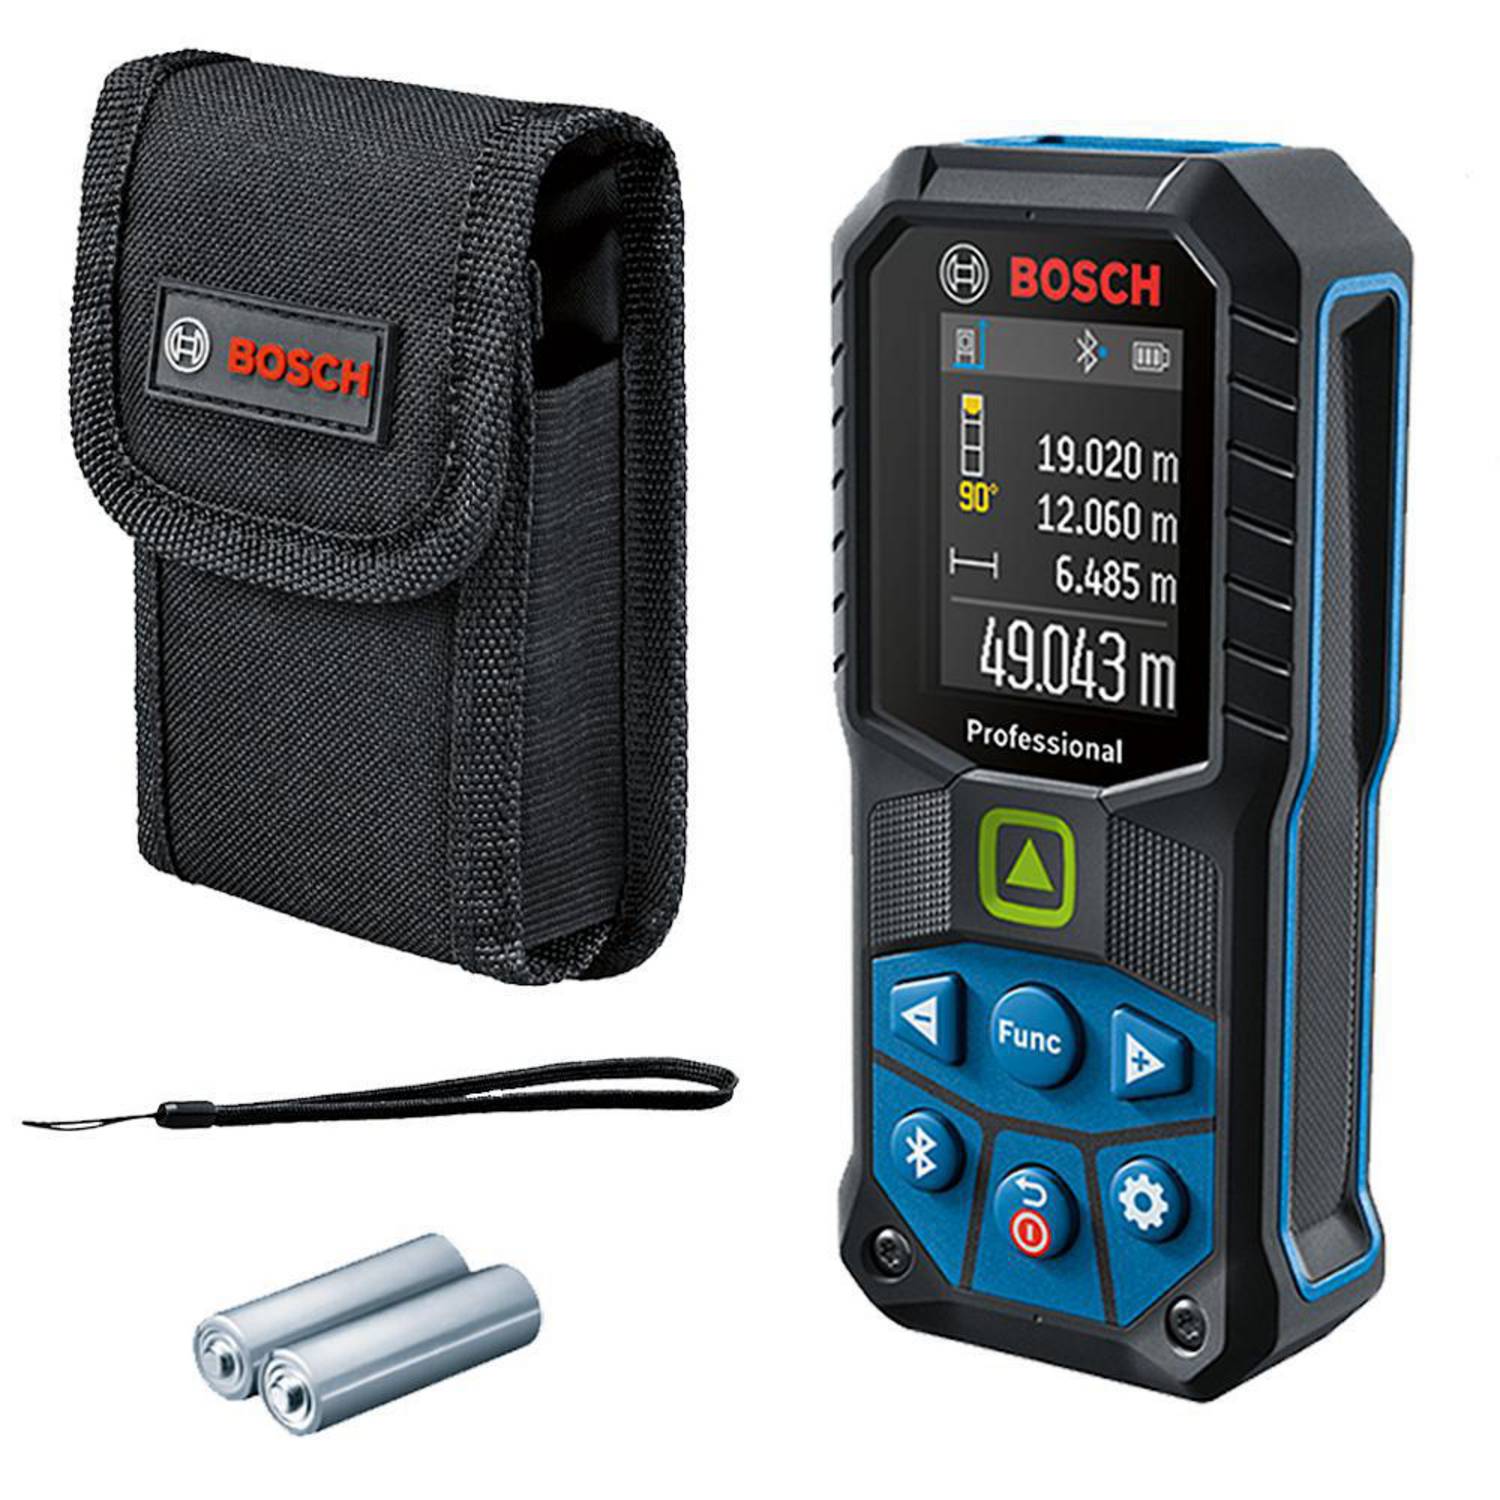 BOSCH
BOSCH
90°
19.020 m
12.060 m
6.485 m
49.043 m
Professional
-
Func
+